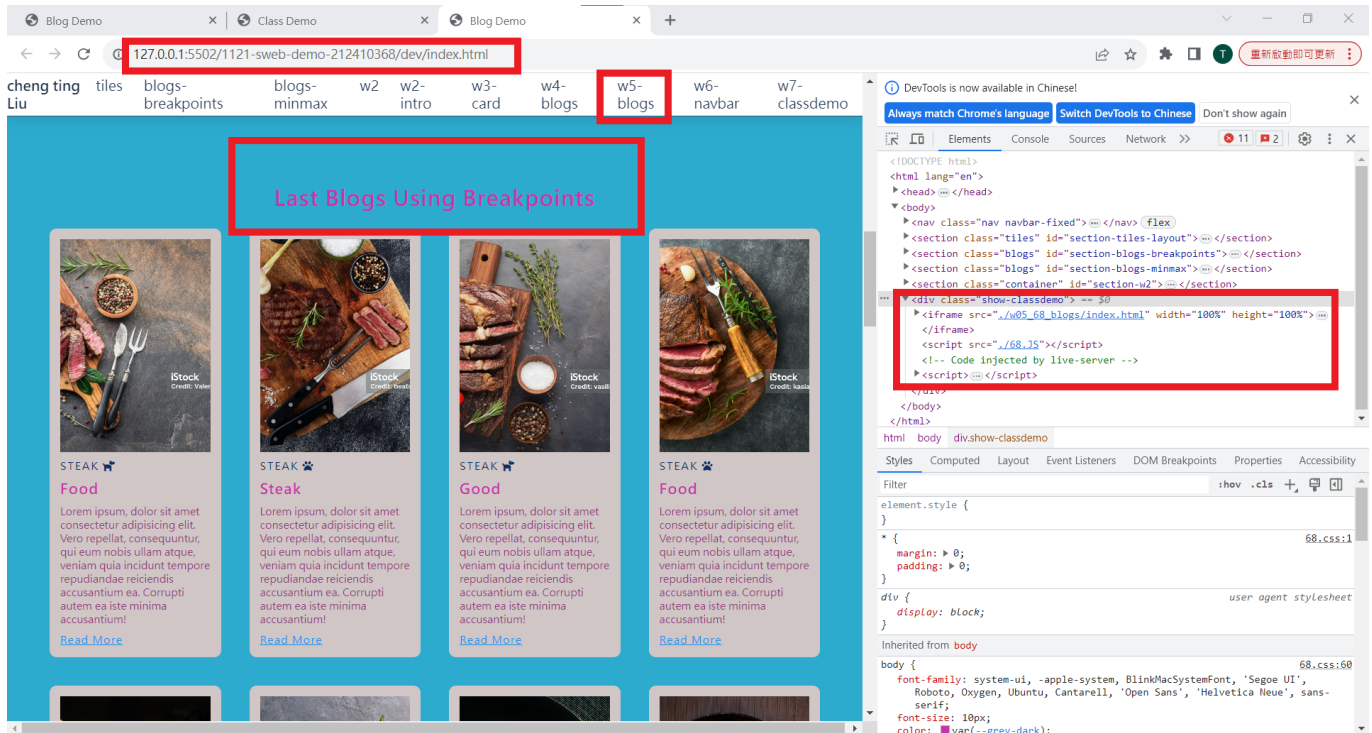 Blog Demo
Class Demo
Blog Demo
127.0.0.1:5502/1121-sweb-demo-212410368/dev/index.html
T
重新啟動即可更新
cheng ting Liu
tiles
blogs-breakpoints
blogs-minmax
w2
w2-intro
w3-card
w4-blogs
w5-blogs
w6-navbar
w7-classdemo
Last Blogs Using Breakpoints
iStock
Credit: Valer
iStock
Credit: beatr
iStock
Credit: vasili
iStock
Credit: kasia
STEAK
STEAK
STEAK
STEAK
Food
Steak
Good
Food
Lorem ipsum, dolor sit amet
consectetur adipisicing elit.
Vero repellat, consequuntur,
qui eum nobis ullam atque,
veniam quia incidunt tempore
repudiandae reiciendis
accusantium ea. Corrupti
autem ea iste minima
accusantium!
Read More
Lorem ipsum, dolor sit amet
consectetur adipisicing elit.
Vero repellat, consequuntur,
qui eum nobis ullam atque,
veniam quia incidunt tempore
repudiandae reiciendis
accusantium ea. Corrupti
autem ea iste minima
accusantium!
Read More
Lorem ipsum, dolor sit amet
consectetur adipisicing elit.
Vero repellat, consequuntur,
qui eum nobis ullam atque,
veniam quia incidunt tempore
repudiandae reiciendis
accusantium ea. Corrupti
autem ea iste minima
accusantium!
Read More
Lorem ipsum, dolor sit amet
consectetur adipisicing elit.
Vero repellat, consequuntur,
qui eum nobis ullam atque,
veniam quia incidunt tempore
repudiandae reiciendis
accusantium ea. Corrupti
autem ea iste minima
accusantium!
Read More
DevTools is now available in Chinese!
Always match Chrome's language
Switch DevTools to Chinese
Don't show again
Elements Console Sources Network 11 2
<!DOCTYPE html>
<html lang="en">
<head> … </head>
<body>
<nav class="nav navbar-fixed"> … </nav> flex
<section class="tiles" id="section-tiles-layout"> … </section>
<section class="blogs" id="section-blogs-breakpoints"> … </section>
<section class="blogs" id="section-blogs-minmax"> … </section>
<section class="container" id="section-w2"> … </section>
<div class="show-classdemo"> == $0
<iframe src="./w05_68_blogs/index.html" width="100%" height="100%"> …
</iframe>
<script src="./68.JS"></script>
<!-- Code injected by live-server -->
<script> … </script>
</div>
</body>
</html>
html body div.show-classdemo
Styles Computed Layout Event Listeners DOM Breakpoints Properties Accessibility
Filter :hov .cls
element.style {
}
* { 68.css:1
margin: 0;
padding: 0;
}
div { user agent stylesheet
display: block;
}
Inherited from body
body { 68.css:60
font-family: system-ui, -apple-system, BlinkMacSystemFont, 'Segoe UI',
Roboto, Oxygen, Ubuntu, Cantarell, 'Open Sans', 'Helvetica Neue', sans-
serif;
font-size: 10px;
color: var(--grey-dark);